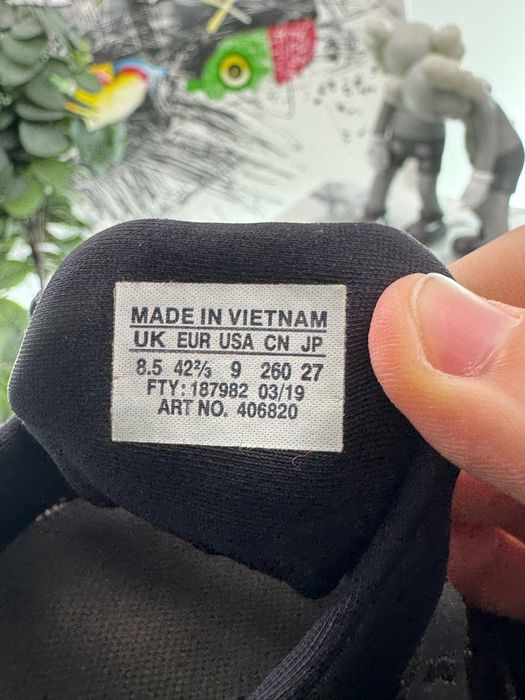 MADE IN VIETNAM
UK EUR USA CN JP
8.5 42⅔ 9 260 27
FTY: 187982 03/19
ART NO. 406820